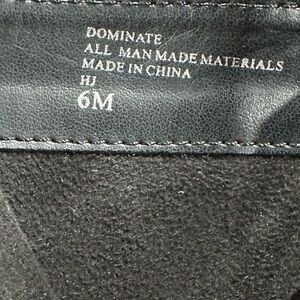 DOMINATE
ALL MAN MADE MATERIALS
MADE IN CHINA
HJ
6M